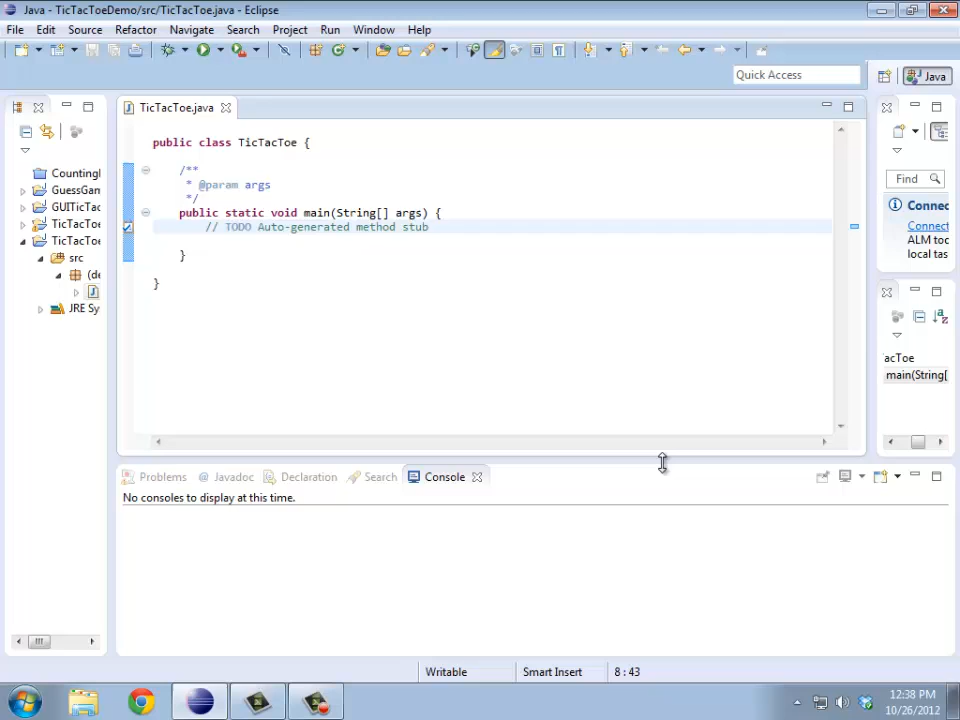 Java - TicTacToeDemo/src/TicTacToe.java - Eclipse
File Edit Source Refactor Navigate Search Project Run Window Help
Quick Access
Java
TicTacToe.java
public class TicTacToe {
/**
* @param args
*/
public static void main(String[] args) {
// TODO Auto-generated method stub
}
}
Counting
GuessGan
GUITicTac
TicTacToe
TicTacToe
src
(de
JRE Sy
Find
Connec
Connect
ALM too
local tas
acToe
main(String[
Problems @ Javadoc Declaration Search Console
No consoles to display at this time.
Writable Smart Insert 8 : 43
12:38 PM
10/26/2012